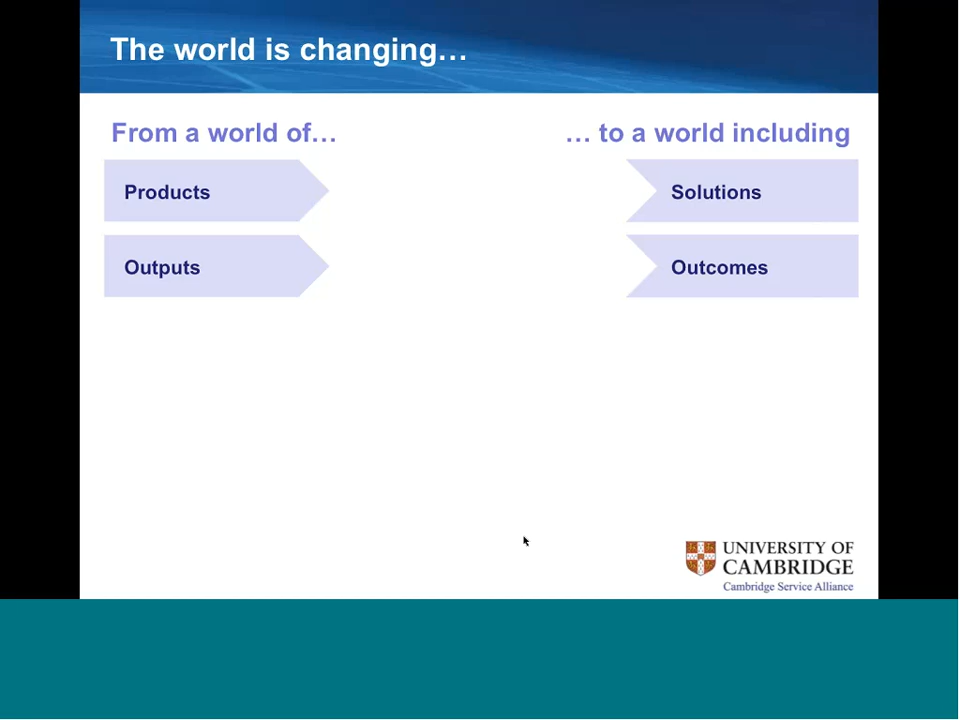 The world is changing…
From a world of…
… to a world including
Products
Solutions
Outputs
Outcomes
UNIVERSITY OF
CAMBRIDGE
Cambridge Service Alliance